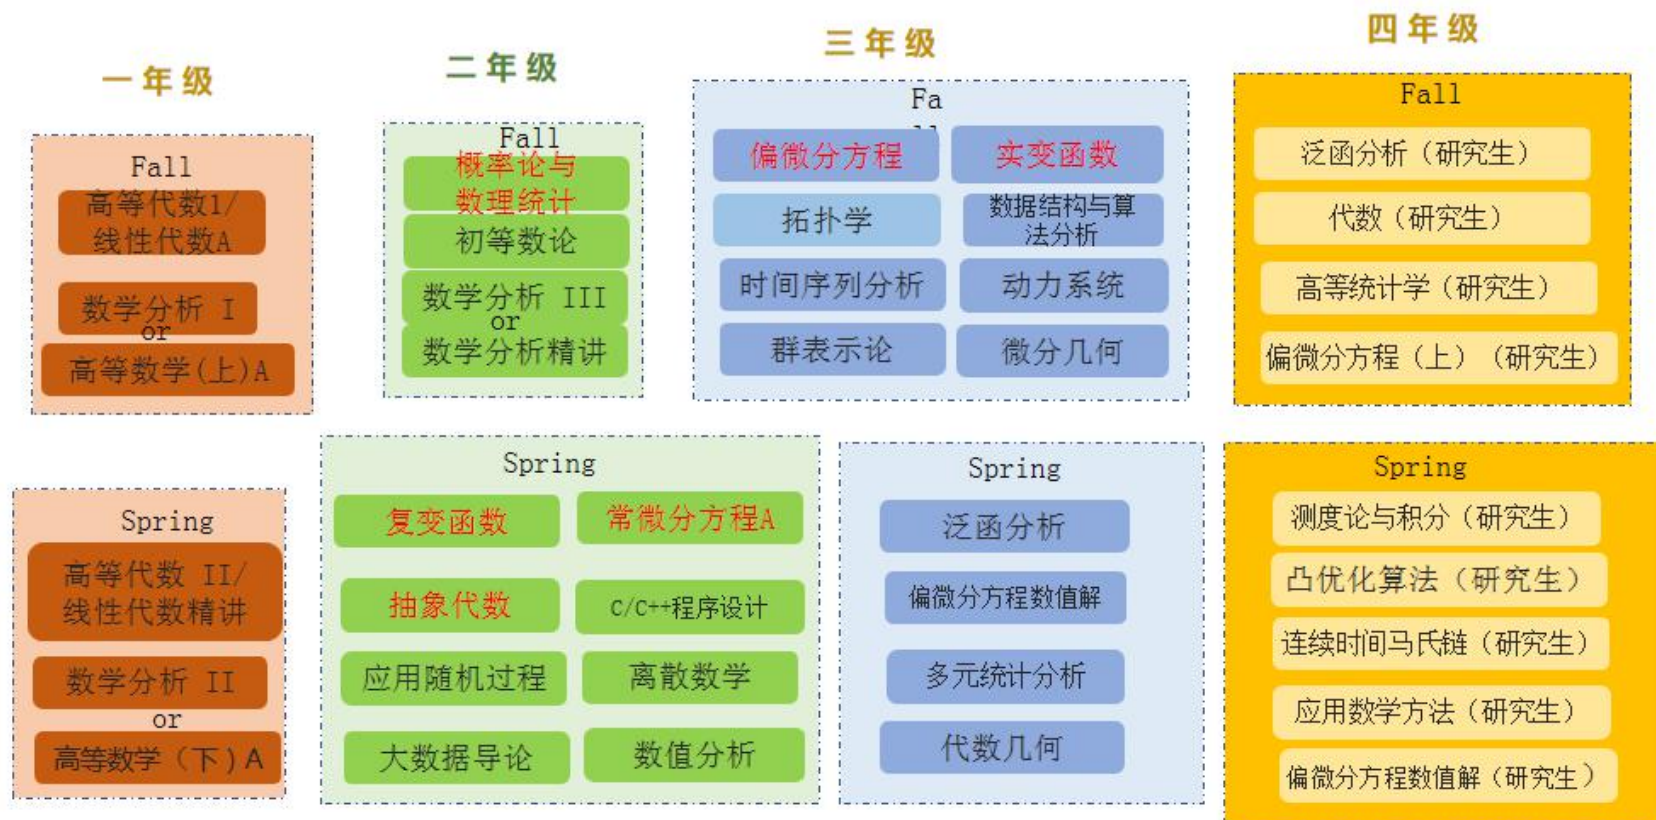 一年级
Fall
高等代数1/
线性代数A
数学分析 I
or
高等数学(上)A
Spring
高等代数 II/
线性代数精讲
数学分析 II
or
高等数学（下）A
二年级
Fall
概率论与
数理统计
初等数论
数学分析 III
or
数学分析精讲
Spring
复变函数
常微分方程A
抽象代数
C/C++程序设计
应用随机过程
离散数学
大数据导论
数值分析
三年级
Fa
偏微分方程
实变函数
拓扑学
数据结构与算
法分析
时间序列分析
动力系统
群表示论
微分几何
Spring
泛函分析
偏微分方程数值解
多元统计分析
代数几何
四年级
Fall
泛函分析（研究生）
代数（研究生）
高等统计学（研究生）
偏微分方程（上）（研究生）
Spring
测度论与积分（研究生）
凸优化算法（研究生）
连续时间马氏链（研究生）
应用数学方法（研究生）
偏微分方程数值解（研究生）